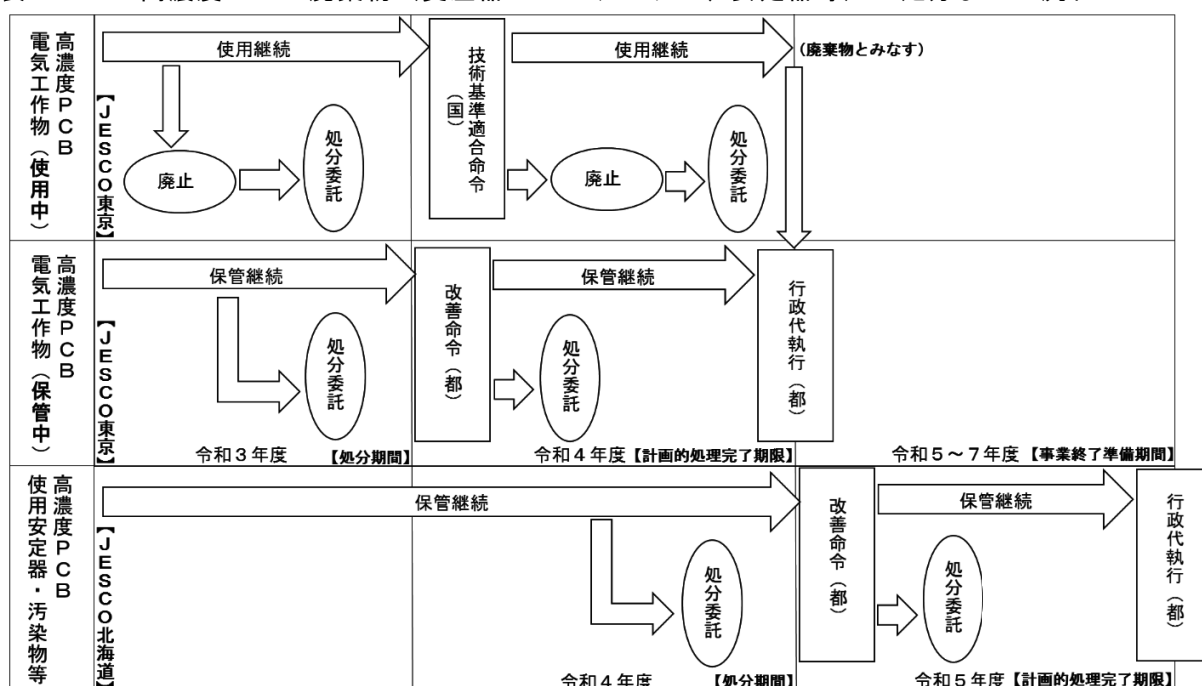 高濃度PCB
電気工作物(使用中)
【JESCO東京】
使用継続
廃止
処分委託
技術基準適合命令
(国)
使用継続
(廃棄物とみなす)
廃止
処分委託
高濃度PCB
電気工作物(保管中)
【JESCO東京】
保管継続
処分委託
改善命令(都)
保管継続
処分委託
行政代執行(都)
令和3年度 【処分期間】
令和4年度【計画的処理完了期限】
令和5~7年度 【事業終了準備期間】
高濃度PCB
使用安定器・汚染物等
【JESCO北海道】
保管継続
処分委託
改善命令(都)
保管継続
処分委託
行政代執行(都)
令和4年度 【処分期間】
令和5年度【計画的処理完了期限】